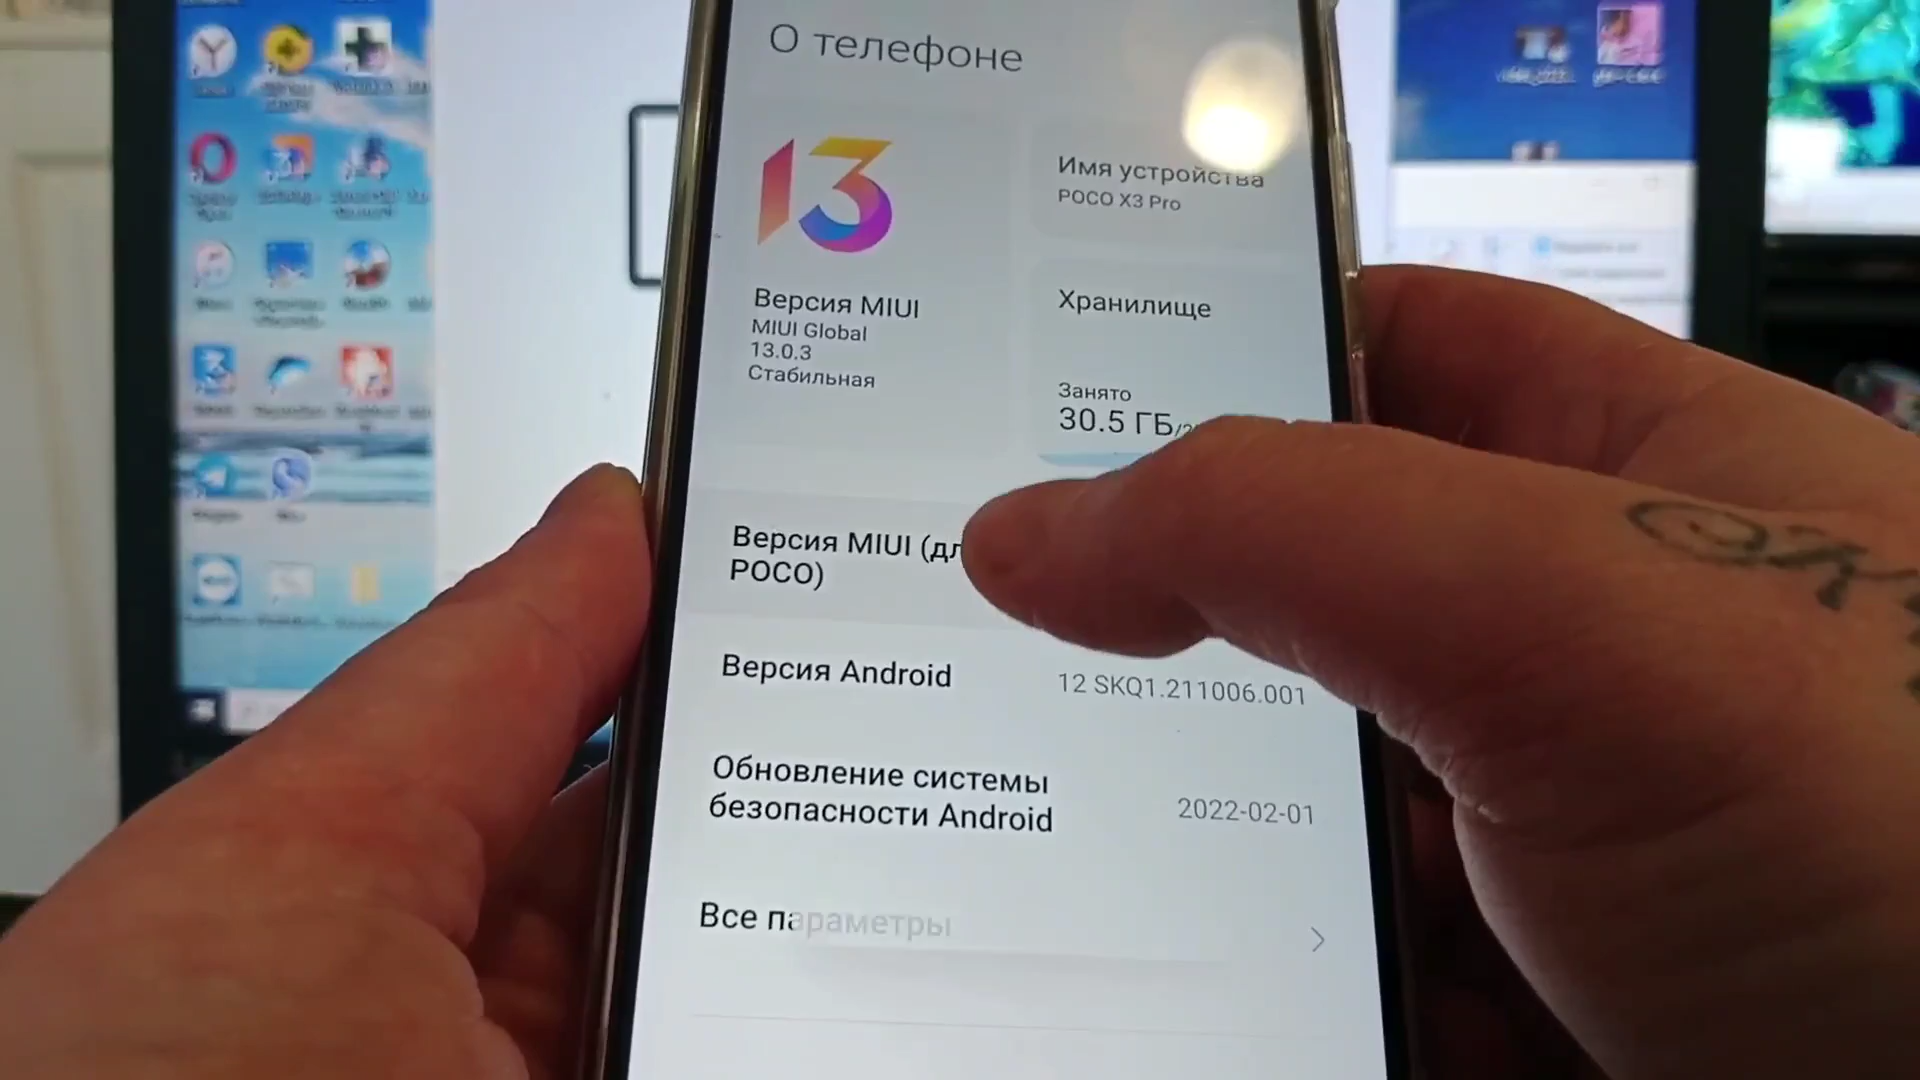 О телефоне
13
Имя устройства
POCO X3 Pro
Версия MIUI
MIUI Global
13.0.3
Стабильная
Хранилище
Занято
30.5 ГБ
Версия MIUI
POCO)
Версия Android
12 SKQ1.211006.001
Обновление системы
безопасности Android
2022-02-01
Все параметры